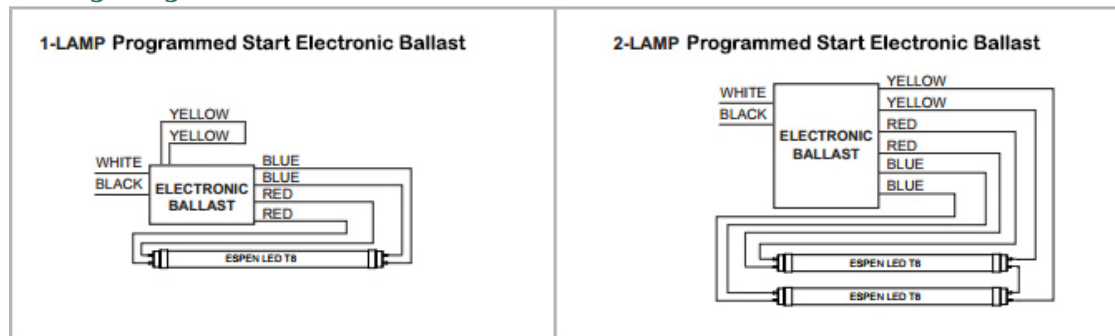 1-LAMP Programmed Start Electronic Ballast
YELLOW
YELLOW
WHITE
BLACK
ELECTRONIC
BALLAST
BLUE
BLUE
RED
RED
ESPEN LED T8
2-LAMP Programmed Start Electronic Ballast
WHITE
BLACK
ELECTRONIC
BALLAST
YELLOW
YELLOW
RED
RED
BLUE
BLUE
ESPEN LED T8
ESPEN LED T8